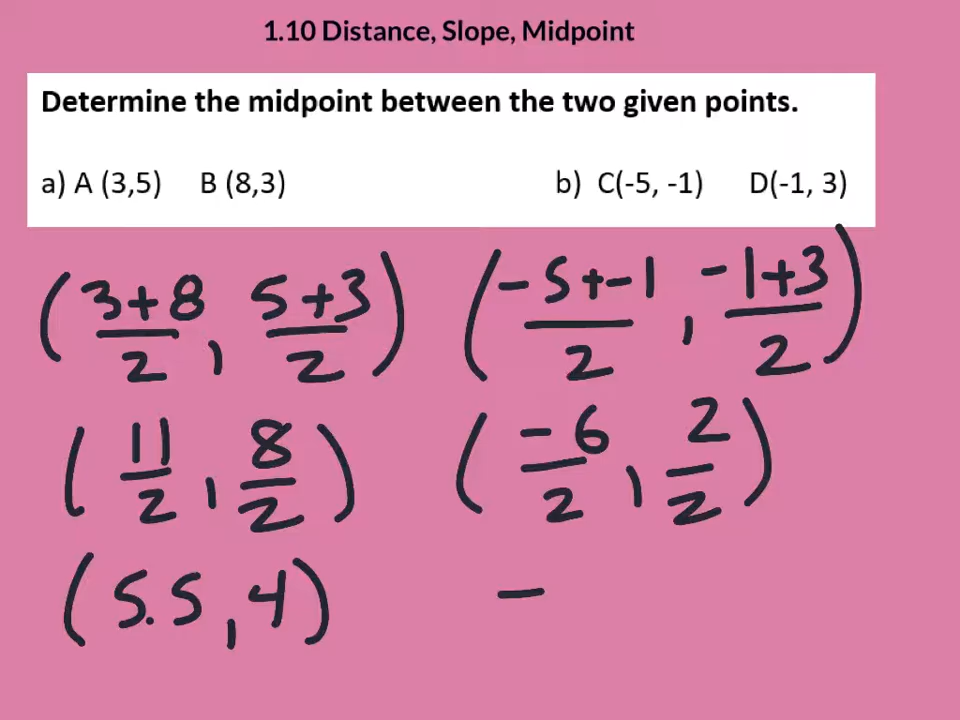 1.10 Distance, Slope, Midpoint
Determine the midpoint between the two given points.
a) A (3,5) B (8,3) b) C(-5, -1) D(-1, 3)
(3+8/2, 5+3/2) (-5+-1/2, -1+3/2)
(11/2, 8/2) (-6/2, 2/2)
(5.5, 4) -